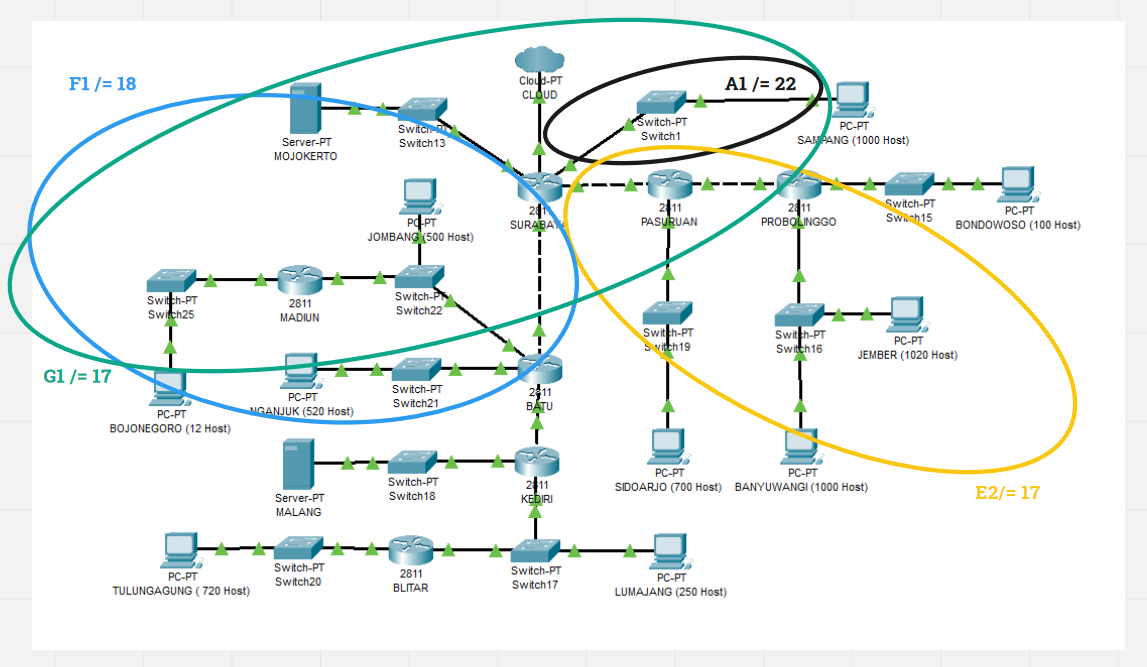 F1 /= 18
Cloud-PT
CLOUD
A1 /= 22
Switch-PT
Switch13
Switch-PT
Switch1
Server-PT
MOJOKERTO
PC-PT
SAMPANG (1000 Host)
2811
SURABAYA
2811
PASURUAN
2811
PROBOLINGGO
Switch-PT
Switch15
PC-PT
BONDOWOSO (100 Host)
PC-PT
JOMBANG (500 Host)
Switch-PT
Switch25
2811
MADIUN
Switch-PT
Switch22
Switch-PT
Switch19
Switch-PT
Switch16
PC-PT
JEMBER (1020 Host)
G1 /= 17
PC-PT
NGANJUK (520 Host)
Switch-PT
Switch21
2811
BATU
PC-PT
BOJONEGORO (12 Host)
PC-PT
SIDOARJO (700 Host)
PC-PT
BANYUWANGI (1000 Host)
E2/= 17
Server-PT
MALANG
Switch-PT
Switch18
2811
KEDIRI
PC-PT
TULUNGAGUNG ( 720 Host)
Switch-PT
Switch20
2811
BLITAR
Switch-PT
Switch17
PC-PT
LUMAJANG (250 Host)